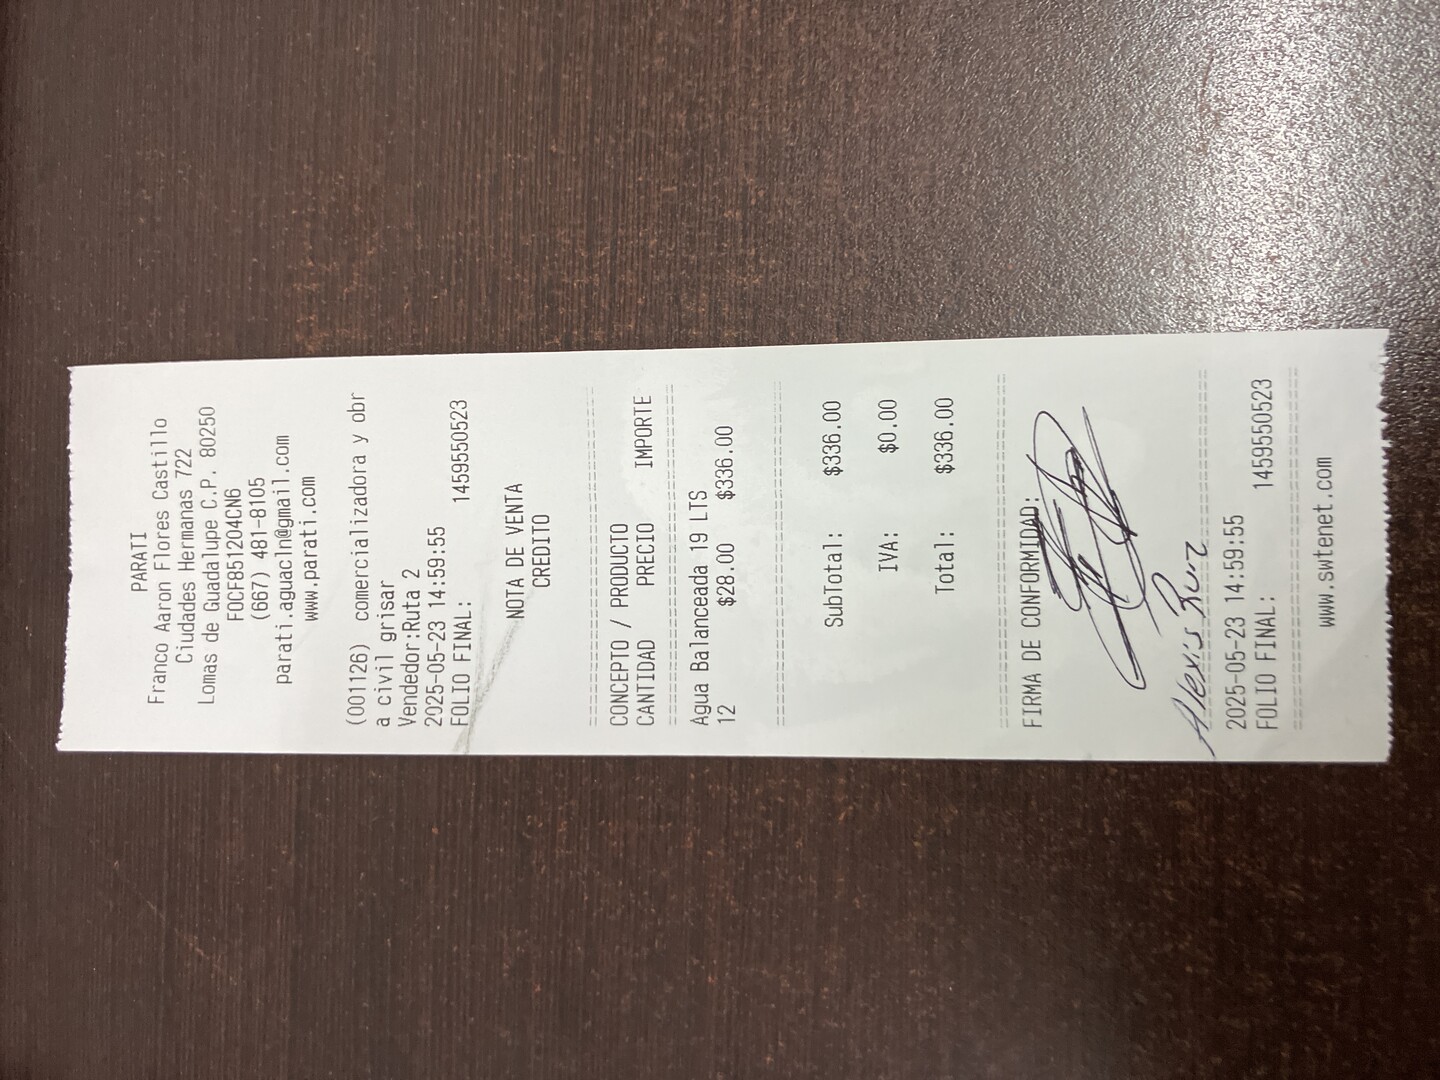 PARATI
Franco Aaron Flores Castillo
Ciudades Hermanas 722
Lomas de Guadalupe C.P. 80250
FOCF851204CN6
(667) 481-8105
parati.aguacln@gmail.com
www.parati.com
(001126) comercializadora y obr
a civil grisar
Vendedor:Ruta 2
2025-05-23 14:59:55
FOLIO FINAL: 1459550523
NOTA DE VENTA
CREDITO
CONCEPTO / PRODUCTO
CANTIDAD PRECIO IMPORTE
Agua Balanceada 19 LTS
12 $28.00 $336.00
SubTotal: $336.00
IVA: $0.00
Total: $336.00
FIRMA DE CONFORMIDAD:
Alexis Ruiz
2025-05-23 14:59:55
FOLIO FINAL: 1459550523
www.swtenet.com